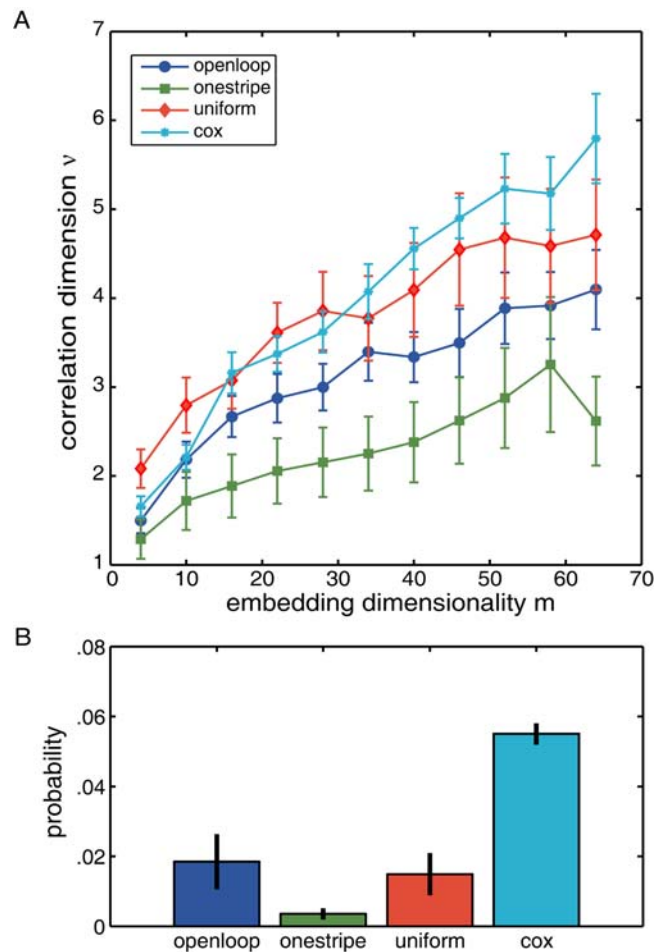 A
7
openloop
onestripe
uniform
cox
6
5
4
3
2
1
correlation dimension ν
0 10 20 30 40 50 60 70
embedding dimensionality m
B
.08
.06
.04
.02
0
probability
openloop onestripe uniform cox